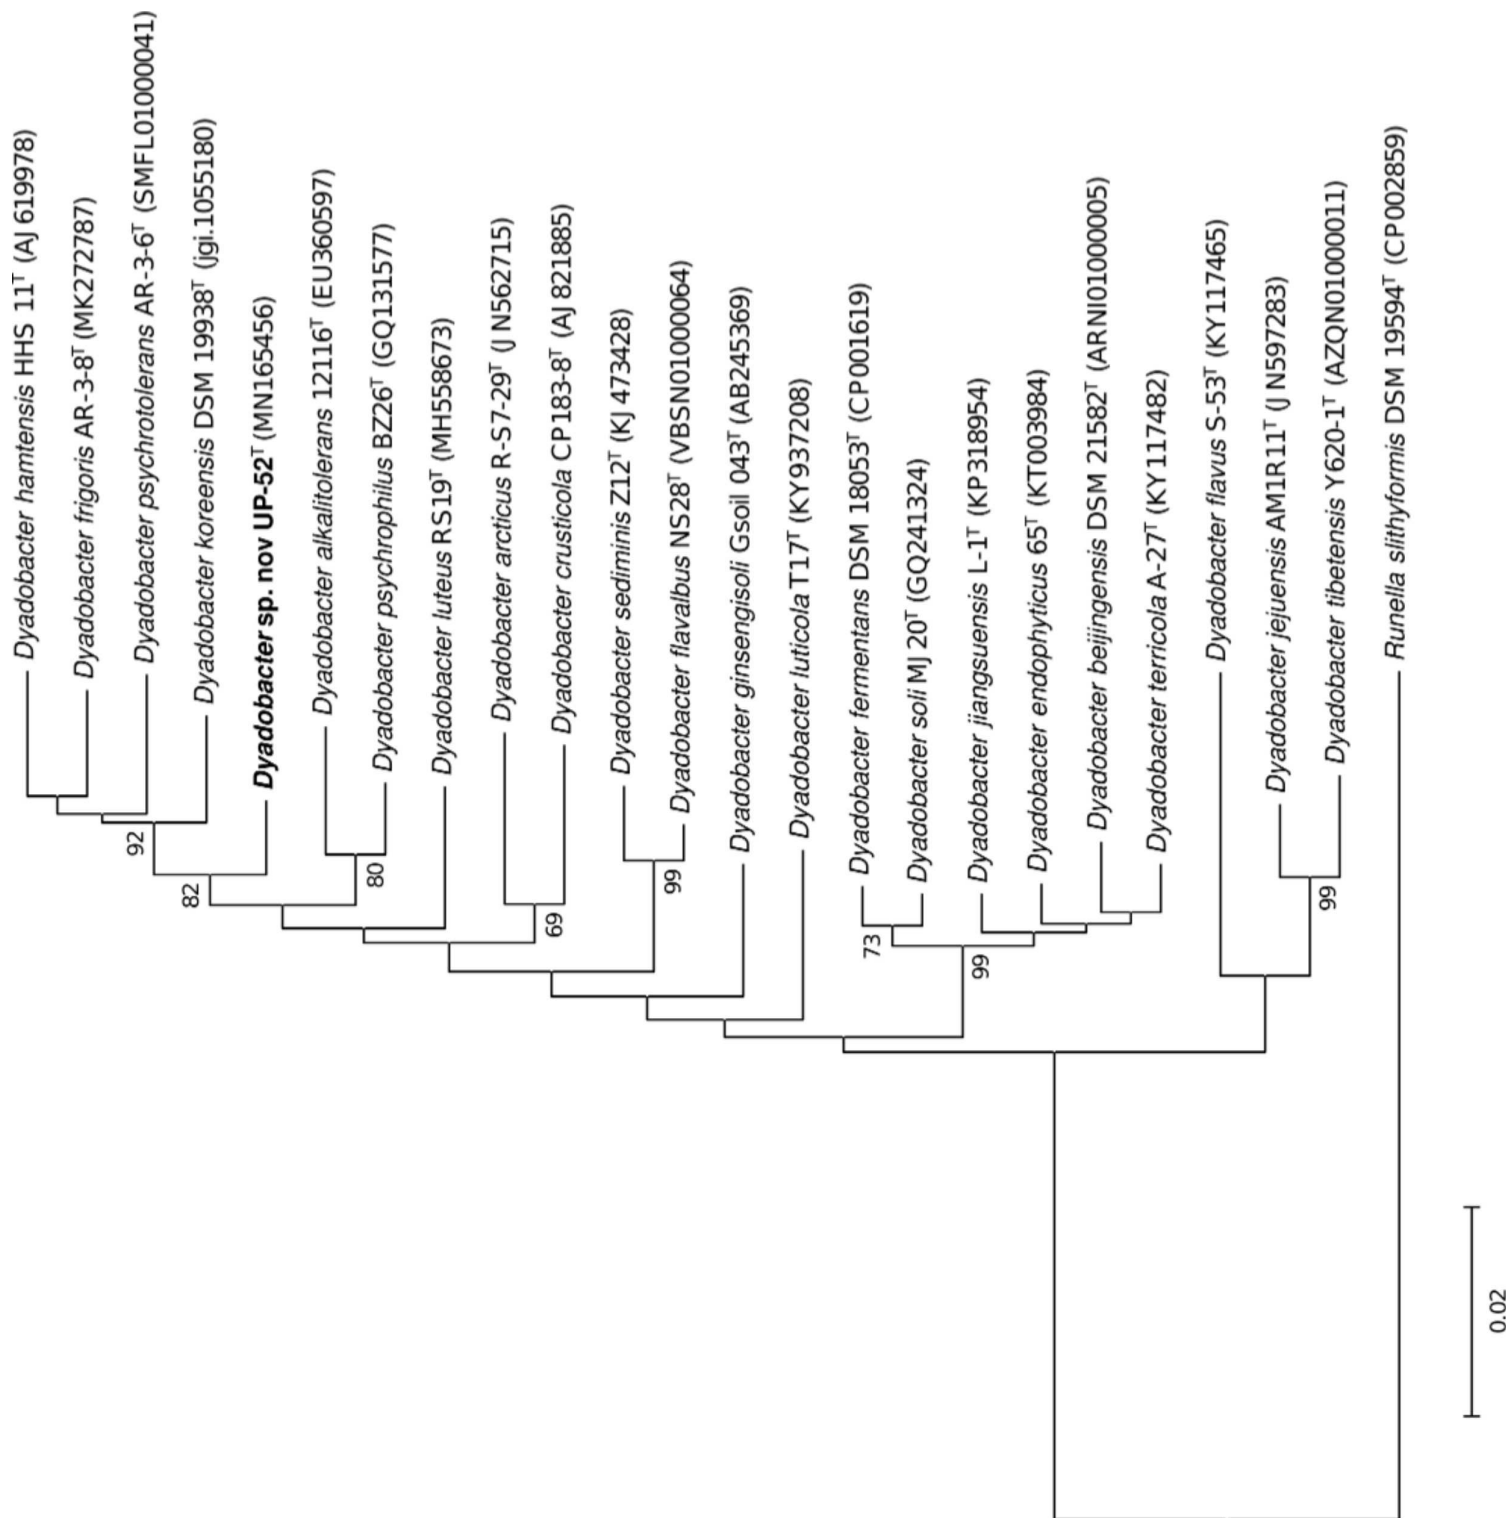 Dyadobacter hamtensis HHS 11ᵀ (AJ 619978)
Dyadobacter frigoris AR-3-8ᵀ (MK272787)
Dyadobacter psychrotolerans AR-3-6ᵀ (SMFL01000041)
Dyadobacter koreensis DSM 19938ᵀ (jgi.1055180)
Dyadobacter sp. nov UP-52ᵀ (MN165456)
Dyadobacter alkalitolerans 12116ᵀ (EU360597)
Dyadobacter psychrophilus BZ26ᵀ (GQ131577)
Dyadobacter luteus RS19ᵀ (MH558673)
Dyadobacter arcticus R-S7-29ᵀ (J N562715)
Dyadobacter crusticola CP183-8ᵀ (AJ 821885)
Dyadobacter sediminis Z12ᵀ (KJ 473428)
Dyadobacter flavalbus NS28ᵀ (VBSN01000064)
Dyadobacter ginsengisoli Gsoil 043ᵀ (AB245369)
Dyadobacter luticola T17ᵀ (KY937208)
Dyadobacter fermentans DSM 18053ᵀ (CP001619)
Dyadobacter soli MJ 20ᵀ (GQ241324)
Dyadobacter jiangsuensis L-1ᵀ (KP318954)
Dyadobacter endophyticus 65ᵀ (KT003984)
Dyadobacter beijingensis DSM 21582ᵀ (ARNI01000005)
Dyadobacter terricola A-27ᵀ (KY117482)
Dyadobacter flavus S-53ᵀ (KY117465)
Dyadobacter jejuensis AM1R11ᵀ (J N597283)
Dyadobacter tibetensis Y620-1ᵀ (AZQN01000011)
Runella slithyformis DSM 19594ᵀ (CP002859)
92
82
80
69
99
73
99
99
0.02